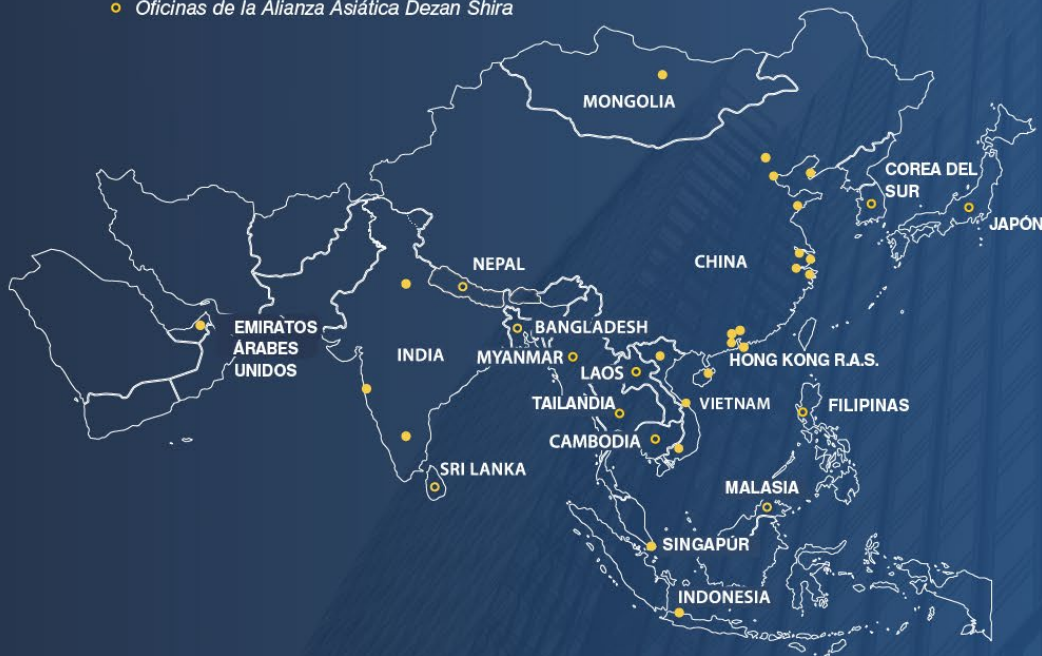 Oficinas de la Alianza Asiática Dezan Shira
MONGOLIA
COREA DEL
SUR
JAPÓN
CHINA
NEPAL
EMIRATOS
ÁRABES
UNIDOS
INDIA
BANGLADESH
MYANMAR
LAOS
HONG KONG R.A.S.
TAILANDIA
VIETNAM
FILIPINAS
CAMBODIA
SRI LANKA
MALASIA
SINGAPÚR
INDONESIA